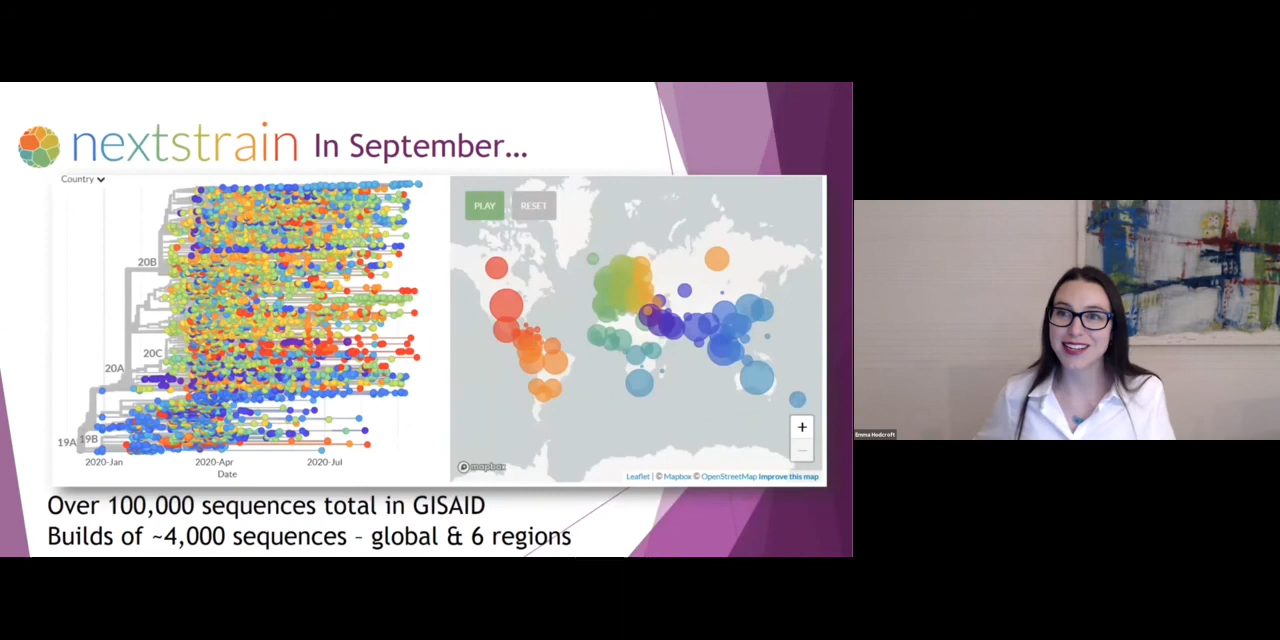 nextstrain In September...
Country
PLAY
RESET
20B
20C
20A
19A
19B
2020-Jan
2020-Apr
2020-Jul
Date
+
−
mapbox
Leaflet | © Mapbox © OpenStreetMap Improve this map
Over 100,000 sequences total in GISAID
Builds of ~4,000 sequences – global & 6 regions
Emma Hodcroft